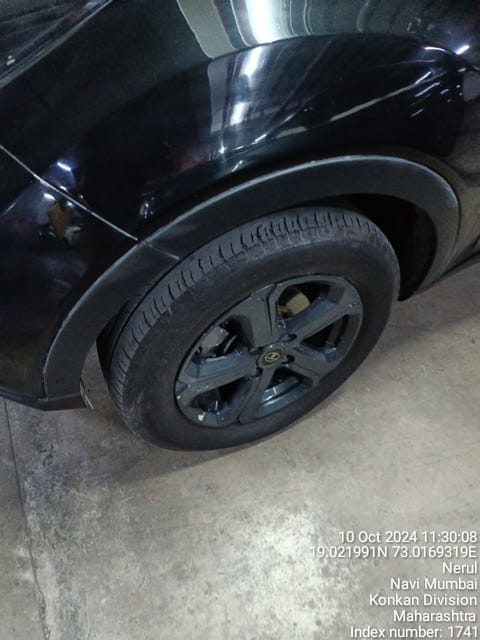 10 Oct 2024 11:30:08
19.021991N 73.0169319E
Nerul
Navi Mumbai
Konkan Division
Maharashtra
Index number: 1741